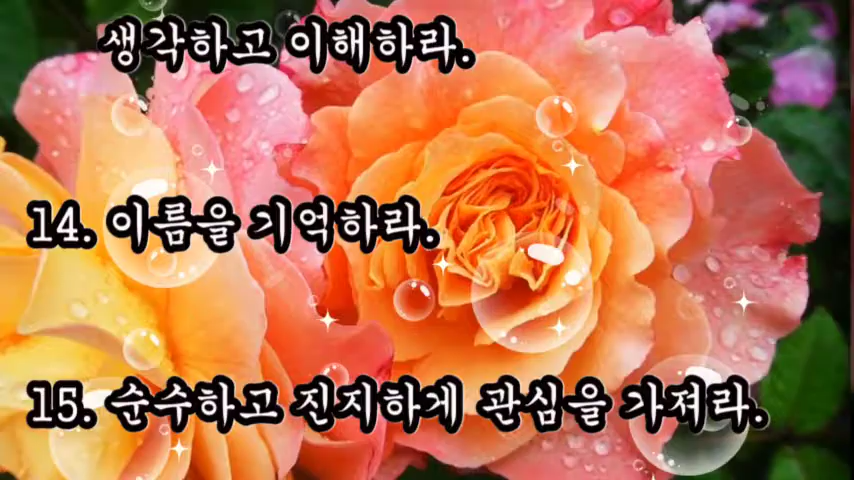 생각하고 이해하라.
14. 이름을 기억하라.
15. 순수하고 진지하게 관심을 가져라.